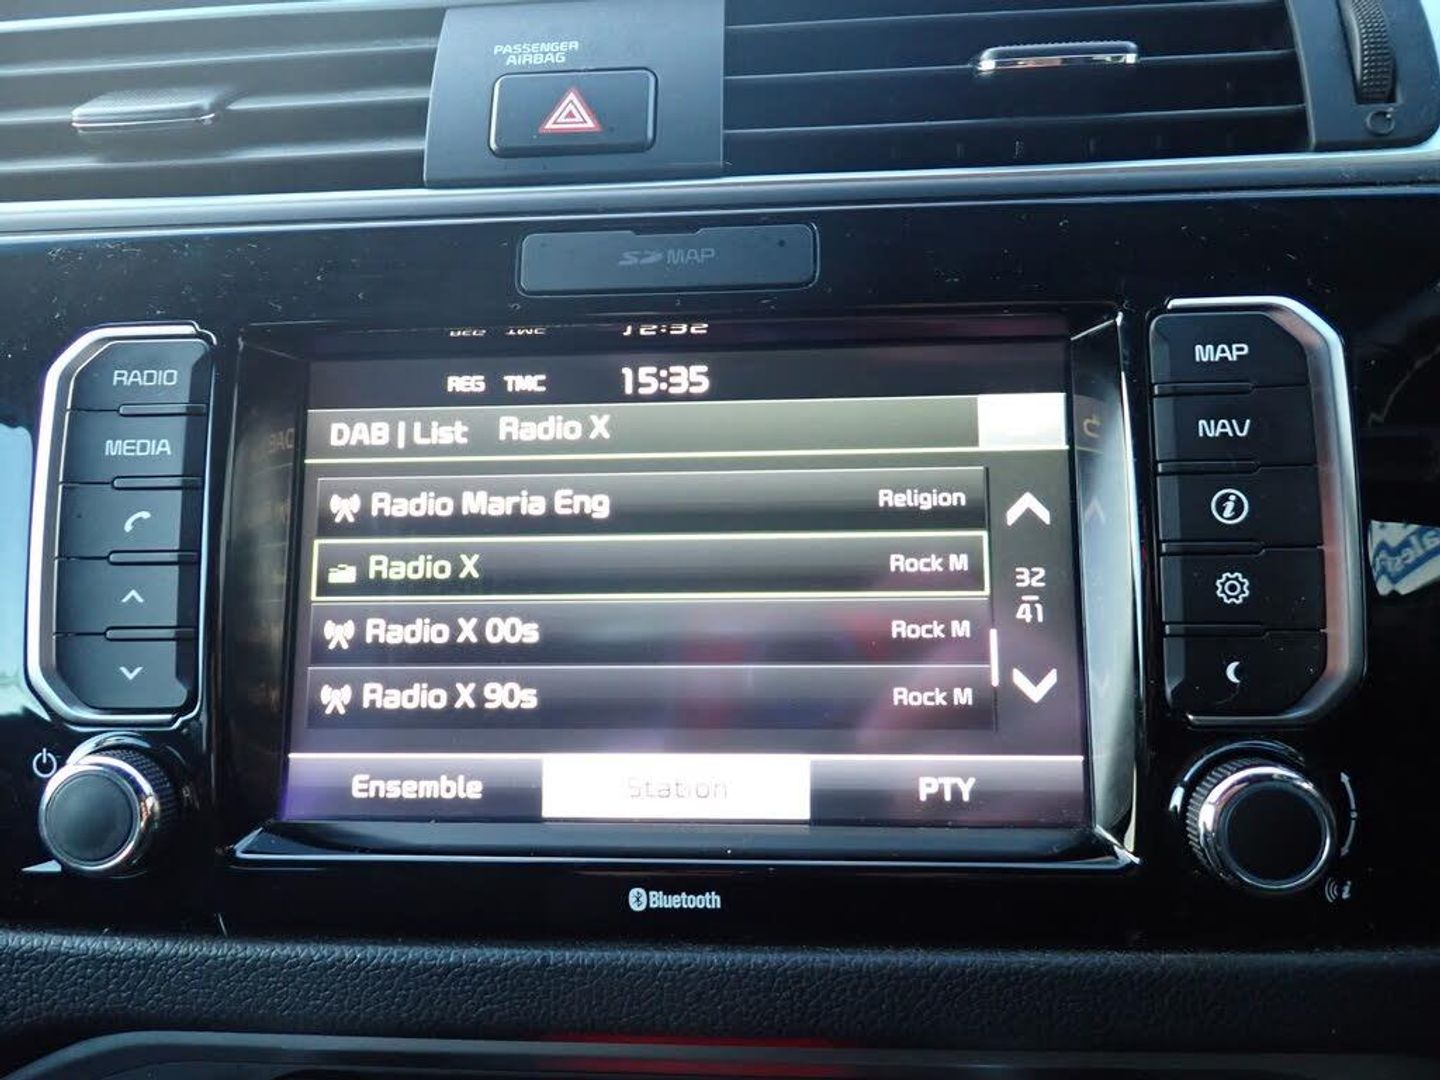 PASSENGER
AIRBAG
SD MAP
RADIO
MEDIA
MAP
NAV
REG TMC 15:35
DAB | List Radio X
Radio Maria Eng Religion
Radio X Rock M
Radio X 00s Rock M
Radio X 90s Rock M
32
41
Ensemble Station PTY
Bluetooth